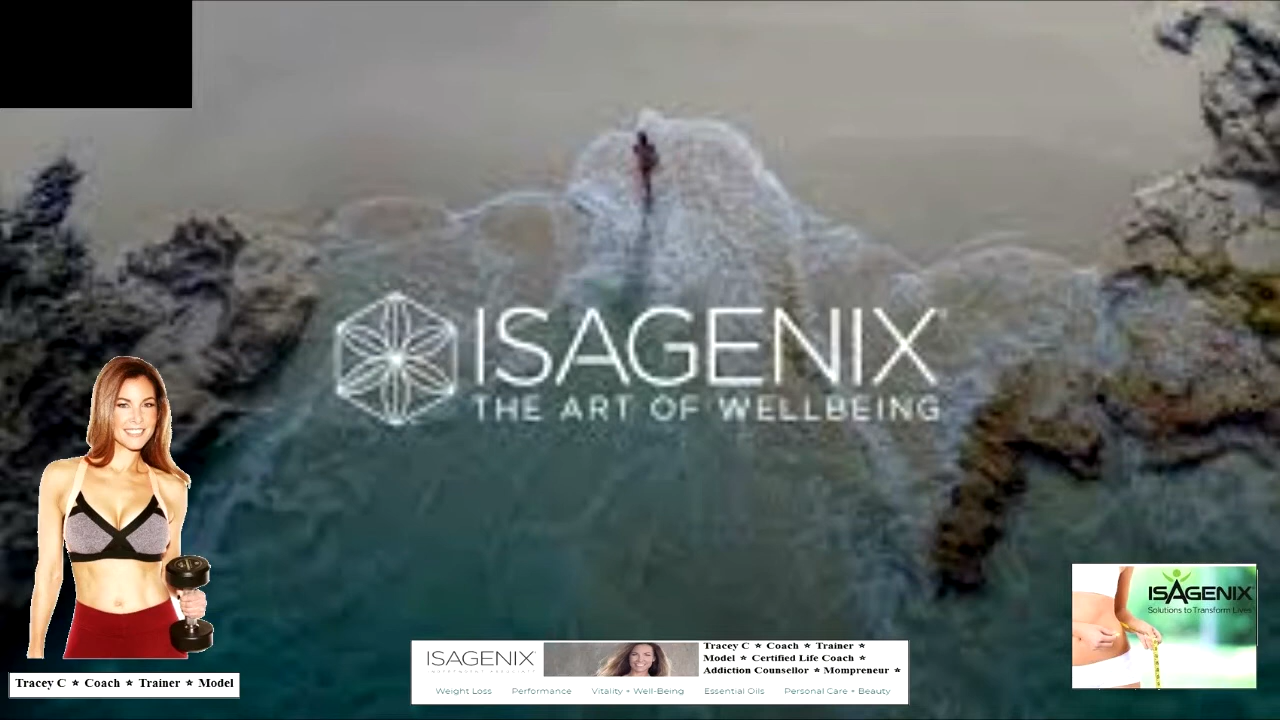 ISAGENIX
THE ART OF WELLBEING
ISAGENIX
Solutions to Transform Lives
ISAGENIX
Tracey C ★ Coach ★ Trainer ★
Model ★ Certified Life Coach ★
Addiction Counsellor ★ Mompreneur ★
Weight Loss Performance Vitality + Well-Being Essential Oils Personal Care + Beauty
Tracey C ★ Coach ★ Trainer ★ Model